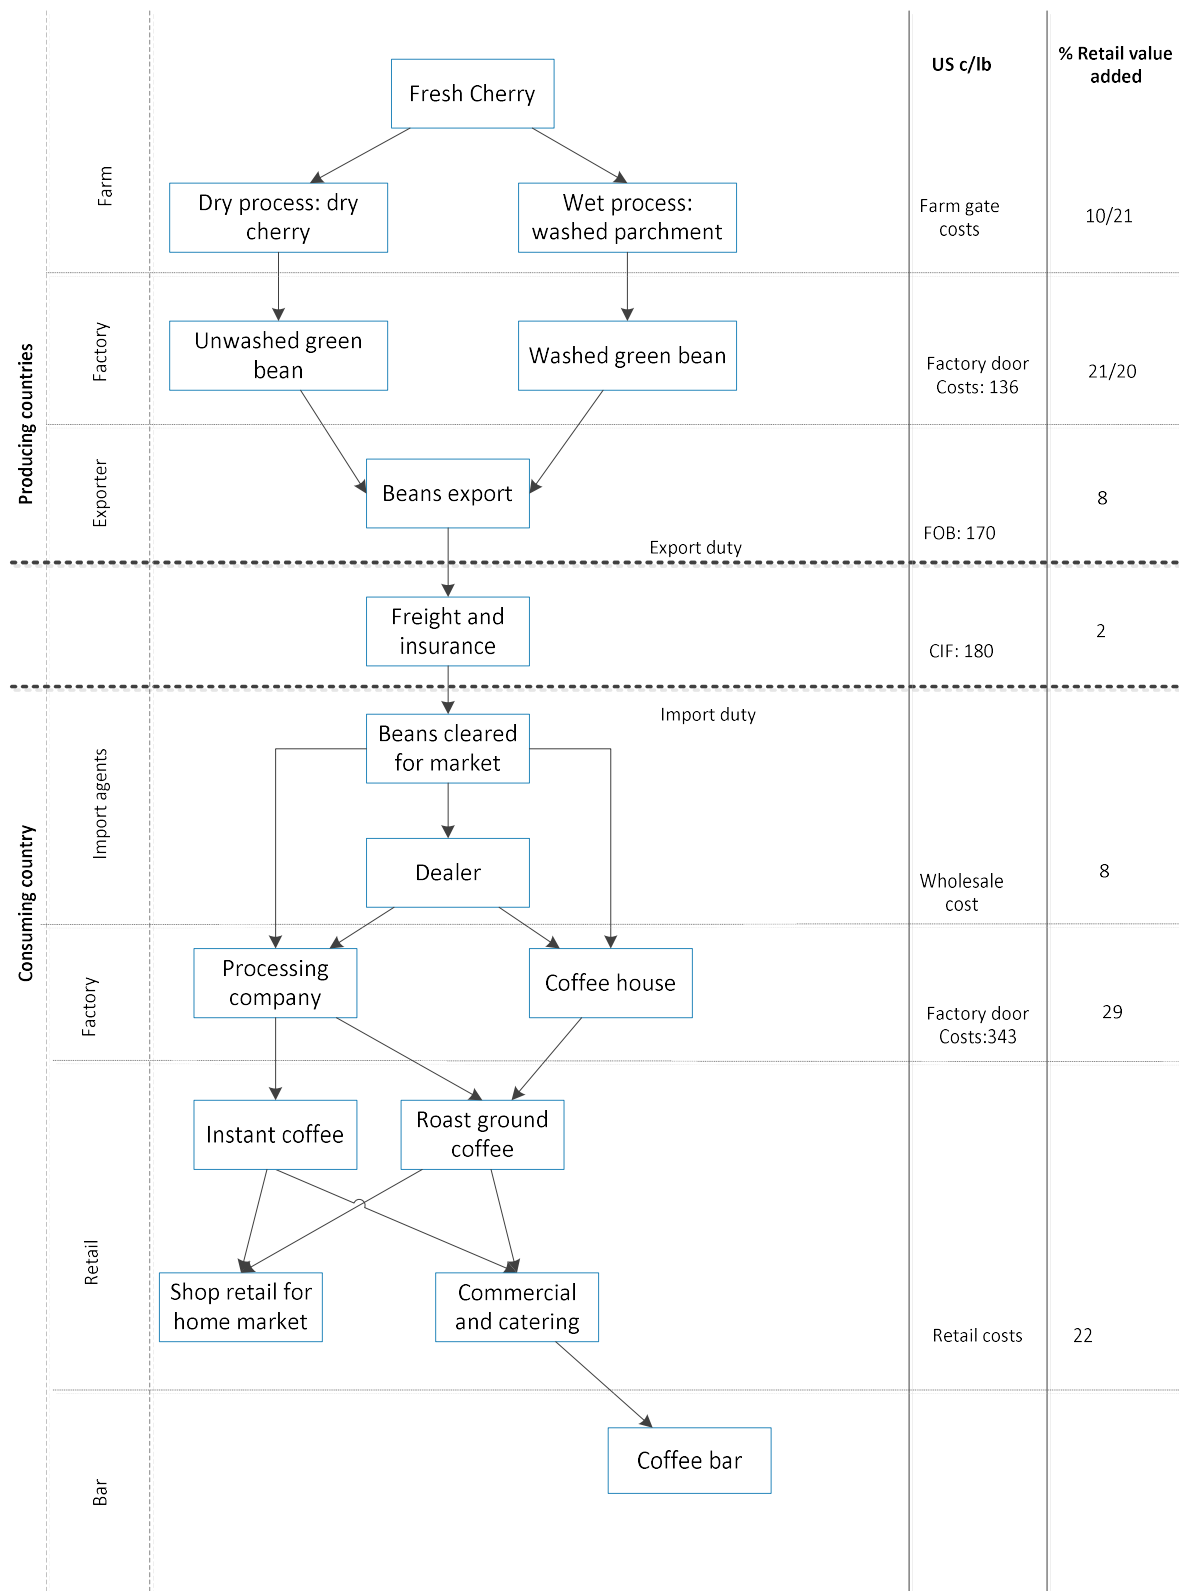 US c/lb
% Retail value
added
Fresh Cherry
Producing countries
Farm
Dry process: dry
cherry
Wet process:
washed parchment
Farm gate
costs
10/21
Factory
Unwashed green
bean
Washed green bean
Factory door
Costs: 136
21/20
Exporter
Beans export
8
FOB: 170
Export duty
Freight and
insurance
2
CIF: 180
Import duty
Consuming country
Import agents
Beans cleared
for market
Dealer
8
Wholesale
cost
Factory
Processing
company
Coffee house
Factory door
Costs:343
29
Retail
Instant coffee
Roast ground
coffee
Shop retail for
home market
Commercial
and catering
Retail costs
22
Bar
Coffee bar